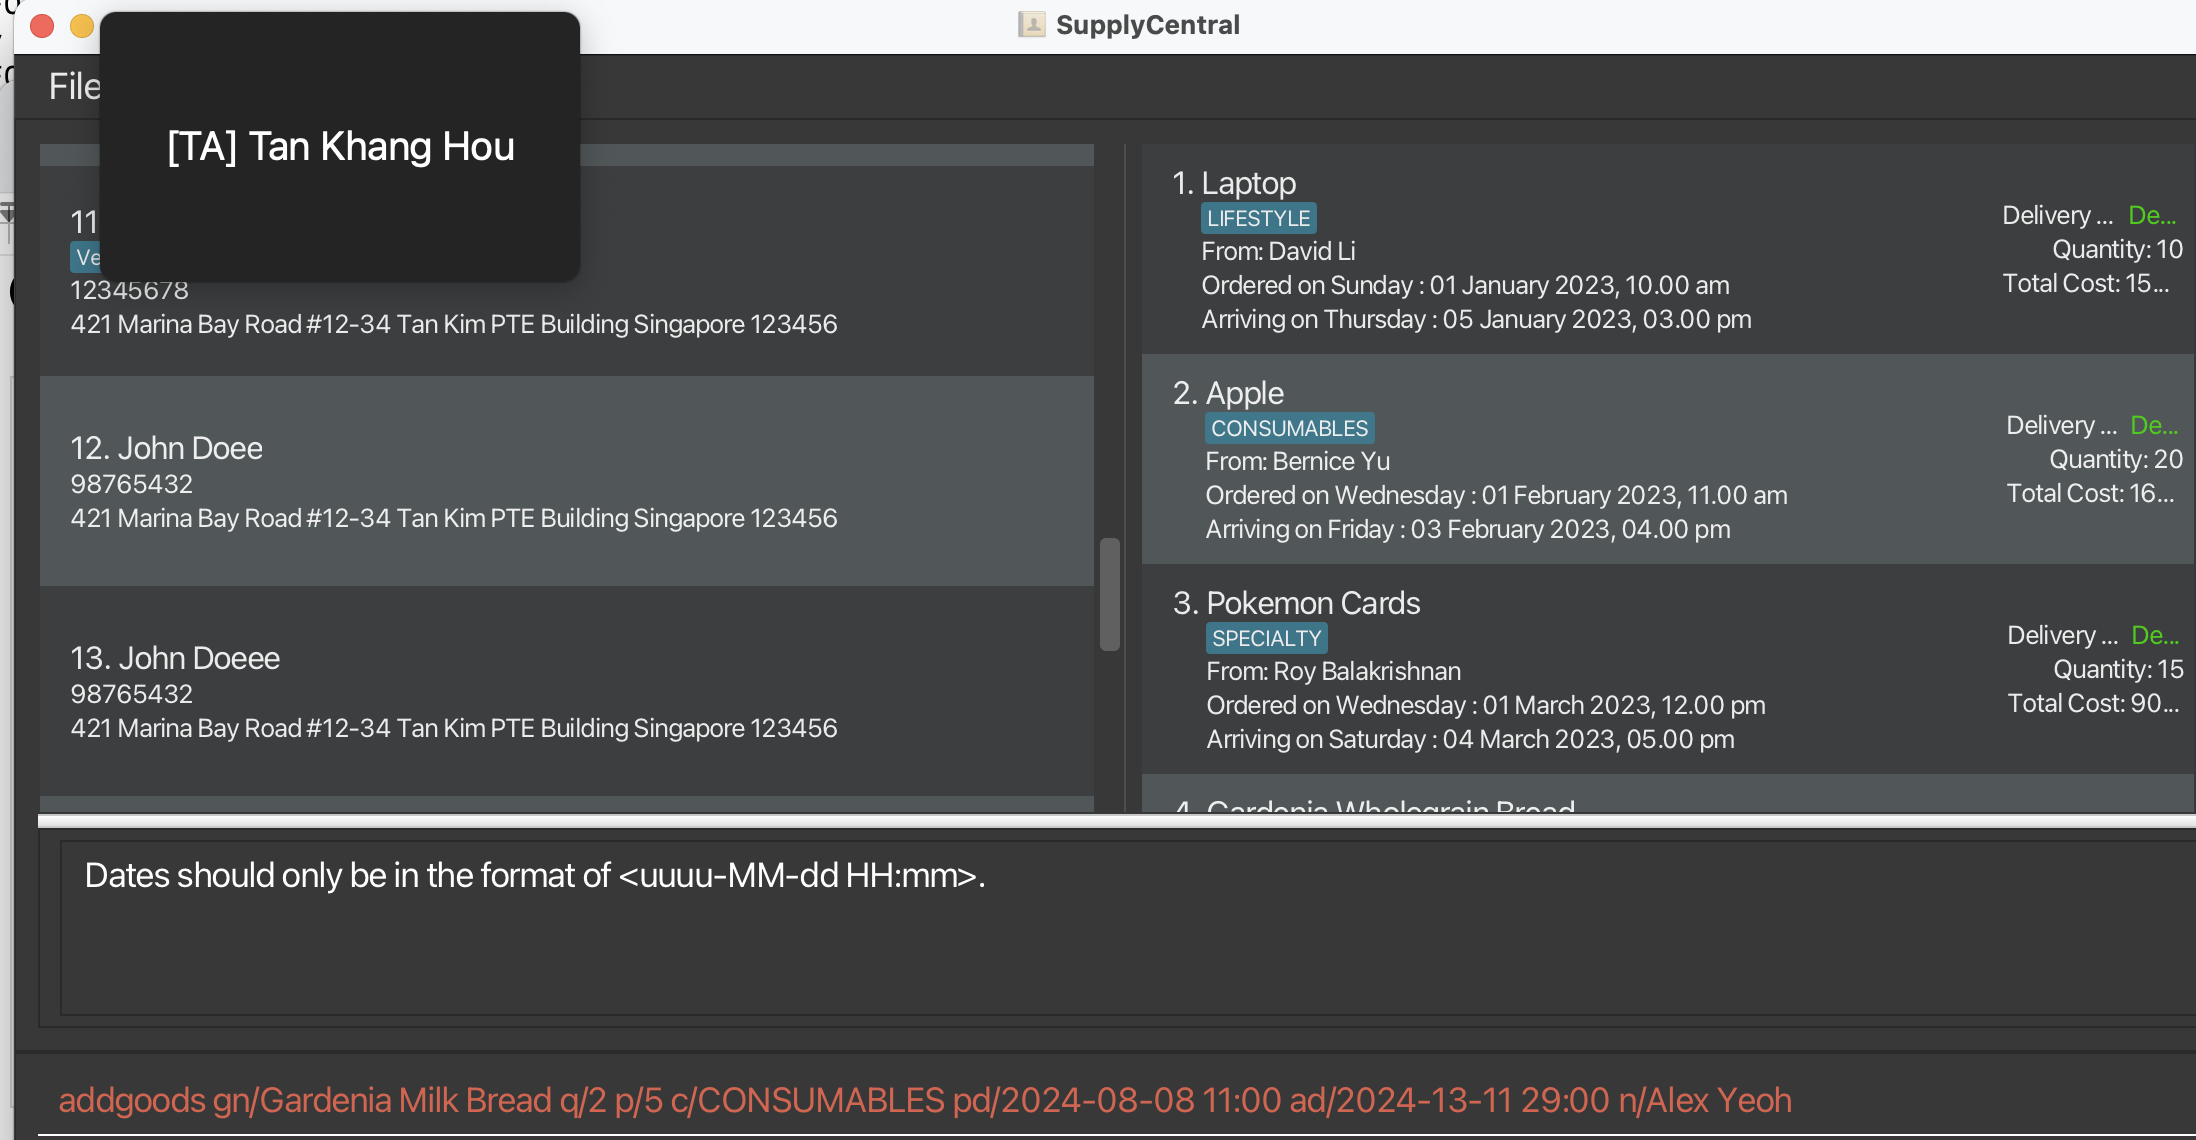 SupplyCentral
File
[TA] Tan Khang Hou
11
12345678
421 Marina Bay Road #12-34 Tan Kim PTE Building Singapore 123456
12. John Doee
98765432
421 Marina Bay Road #12-34 Tan Kim PTE Building Singapore 123456
13. John Doeee
98765432
421 Marina Bay Road #12-34 Tan Kim PTE Building Singapore 123456
1. Laptop
LIFESTYLE
From: David Li
Ordered on Sunday : 01 January 2023, 10.00 am
Arriving on Thursday : 05 January 2023, 03.00 pm
Delivery ... De...
Quantity: 10
Total Cost: 15...
2. Apple
CONSUMABLES
From: Bernice Yu
Ordered on Wednesday : 01 February 2023, 11.00 am
Arriving on Friday : 03 February 2023, 04.00 pm
Delivery ... De...
Quantity: 20
Total Cost: 16...
3. Pokemon Cards
SPECIALTY
From: Roy Balakrishnan
Ordered on Wednesday : 01 March 2023, 12.00 pm
Arriving on Saturday : 04 March 2023, 05.00 pm
Delivery ... De...
Quantity: 15
Total Cost: 90...
4. Gardenia Wholegrain Bread
Dates should only be in the format of <uuuu-MM-dd HH:mm>.
addgoods gn/Gardenia Milk Bread q/2 p/5 c/CONSUMABLES pd/2024-08-08 11:00 ad/2024-13-11 29:00 n/Alex Yeoh